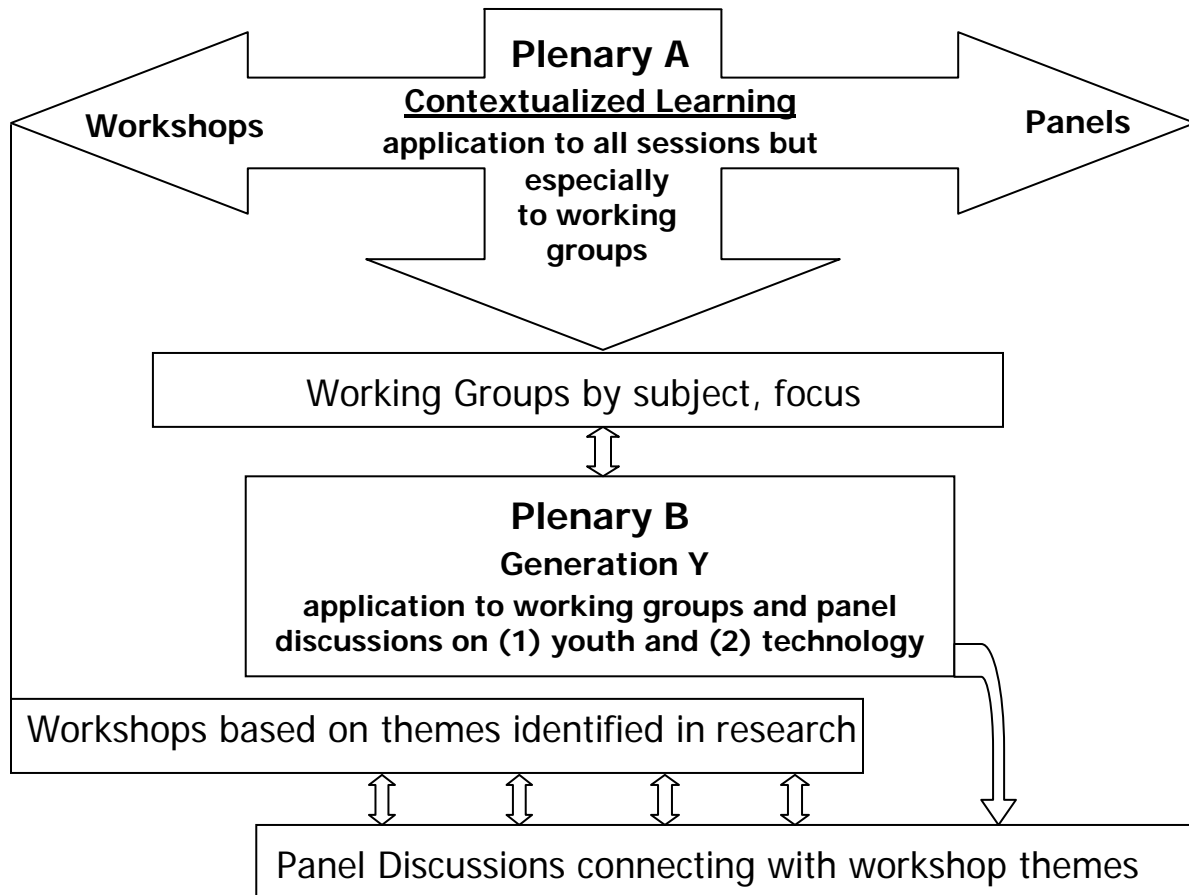 Plenary A
Contextualized Learning
Workshops
Panels
application to all sessions but
especially
to working
groups
Working Groups by subject, focus
Plenary B
Generation Y
application to working groups and panel
discussions on (1) youth and (2) technology
Workshops based on themes identified in research
Panel Discussions connecting with workshop themes